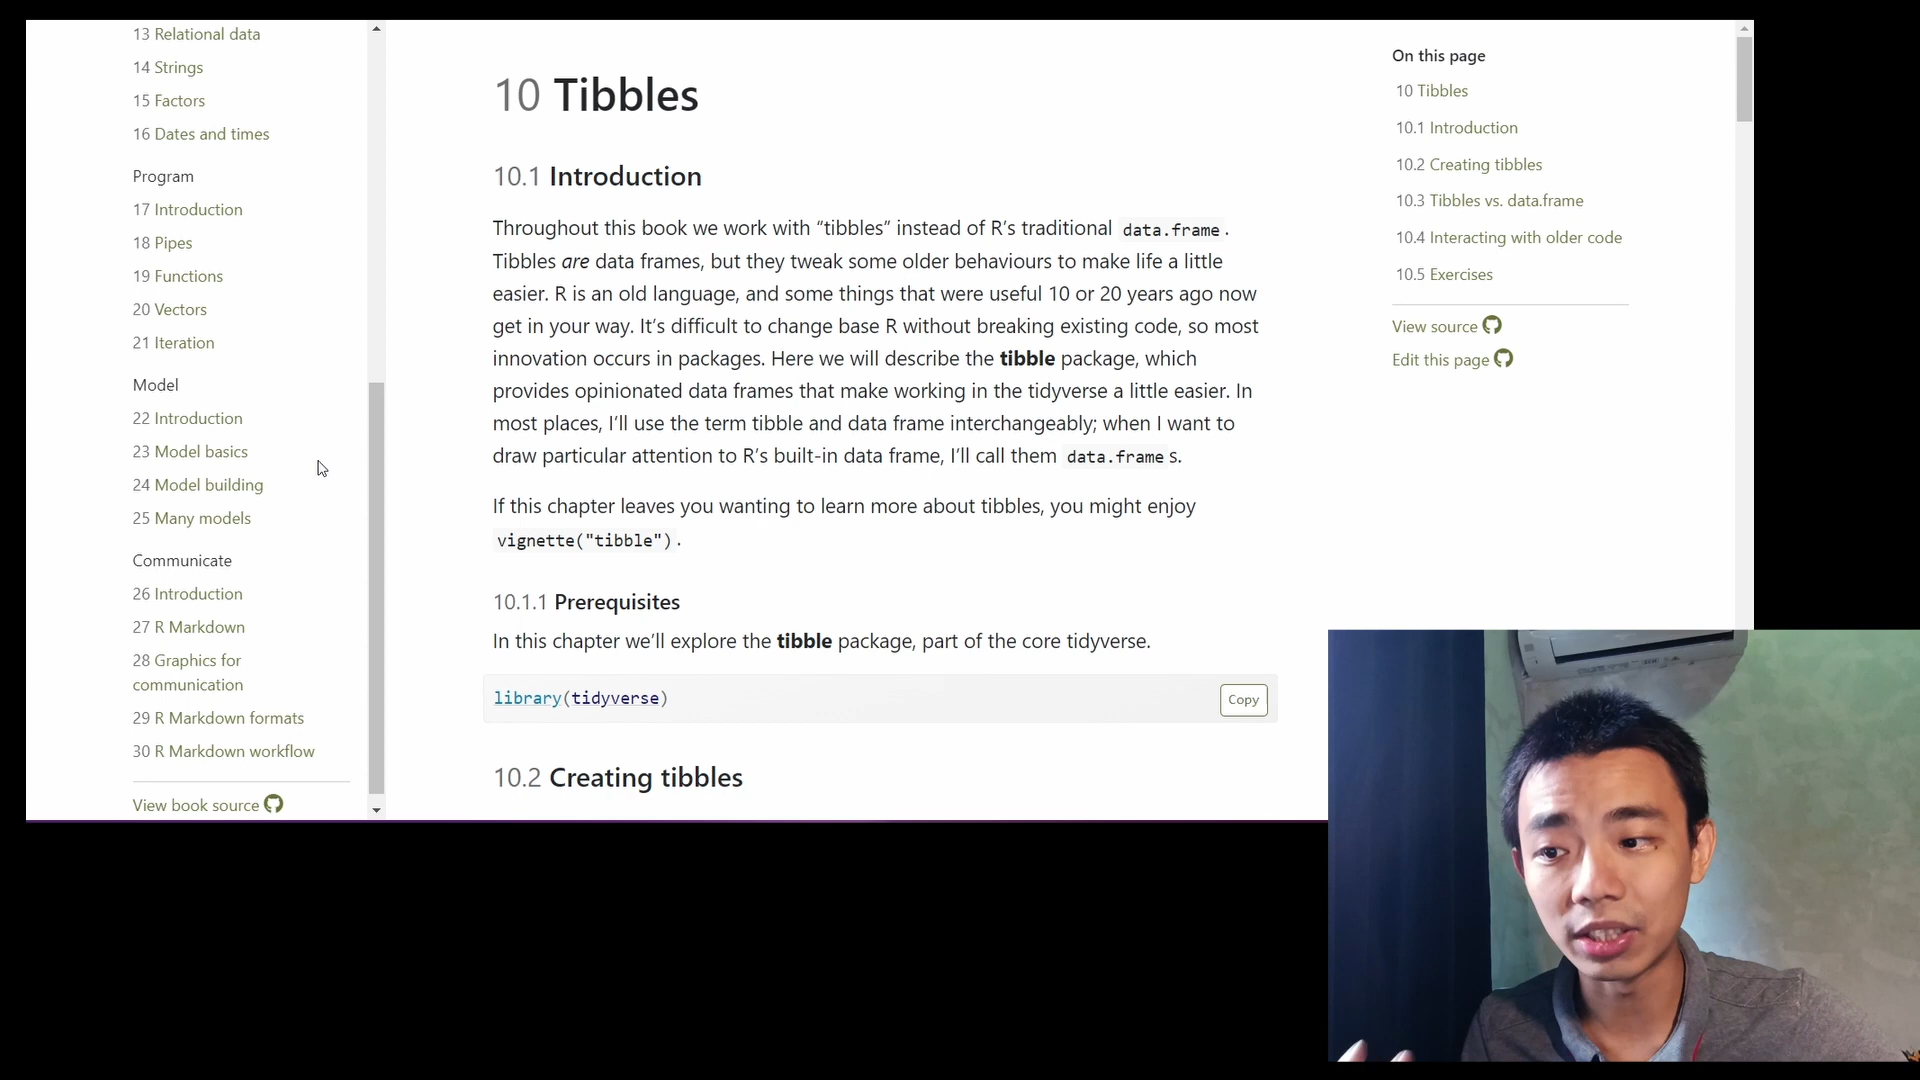 13 Relational data
14 Strings
15 Factors
16 Dates and times
Program
17 Introduction
18 Pipes
19 Functions
20 Vectors
21 Iteration
Model
22 Introduction
23 Model basics
24 Model building
25 Many models
Communicate
26 Introduction
27 R Markdown
28 Graphics for
communication
29 R Markdown formats
30 R Markdown workflow
View book source
10 Tibbles
10.1 Introduction
Throughout this book we work with “tibbles” instead of R’s traditional data.frame.
Tibbles are data frames, but they tweak some older behaviours to make life a little
easier. R is an old language, and some things that were useful 10 or 20 years ago now
get in your way. It’s difficult to change base R without breaking existing code, so most
innovation occurs in packages. Here we will describe the tibble package, which
provides opinionated data frames that make working in the tidyverse a little easier. In
most places, I’ll use the term tibble and data frame interchangeably; when I want to
draw particular attention to R’s built-in data frame, I’ll call them data.frames.
If this chapter leaves you wanting to learn more about tibbles, you might enjoy
vignette("tibble").
10.1.1 Prerequisites
In this chapter we’ll explore the tibble package, part of the core tidyverse.
library(tidyverse)
Copy
10.2 Creating tibbles
On this page
10 Tibbles
10.1 Introduction
10.2 Creating tibbles
10.3 Tibbles vs. data.frame
10.4 Interacting with older code
10.5 Exercises
View source
Edit this page